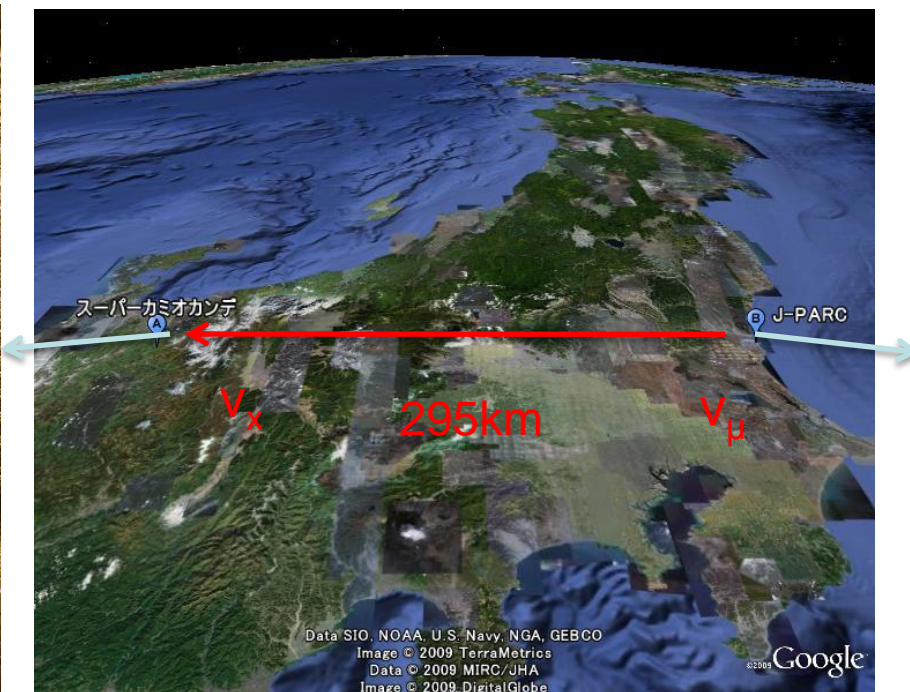 スーパーカミオカンデ
A
B J-PARC
νx 295km νμ
Data SIO, NOAA, U.S. Navy, NGA, GEBCO
Image © 2009 TerraMetrics
Data © 2009 MIRC/JHA
Image © 2009 DigitalGlobe
©2009 Google